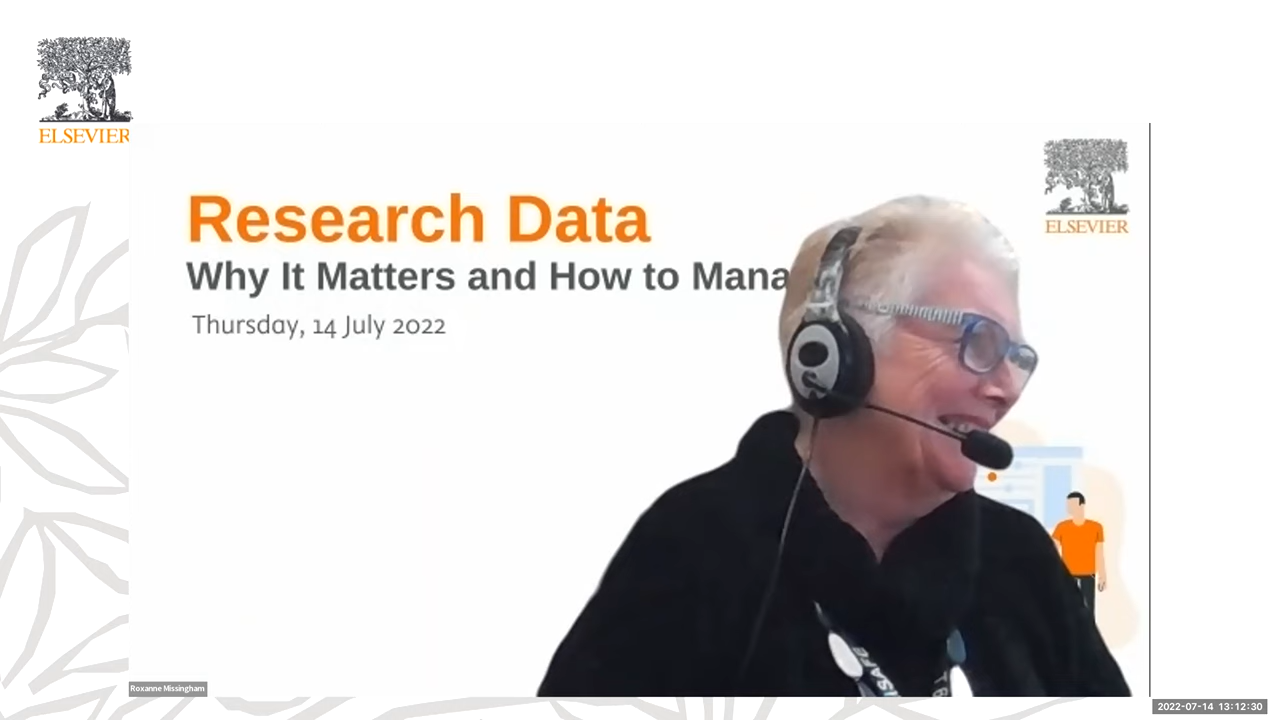 ELSEVIER
ELSEVIER
Research Data
Why It Matters and How to Mana
Thursday, 14 July 2022
Roxanne Missingham
2022-07-14 13:12:30